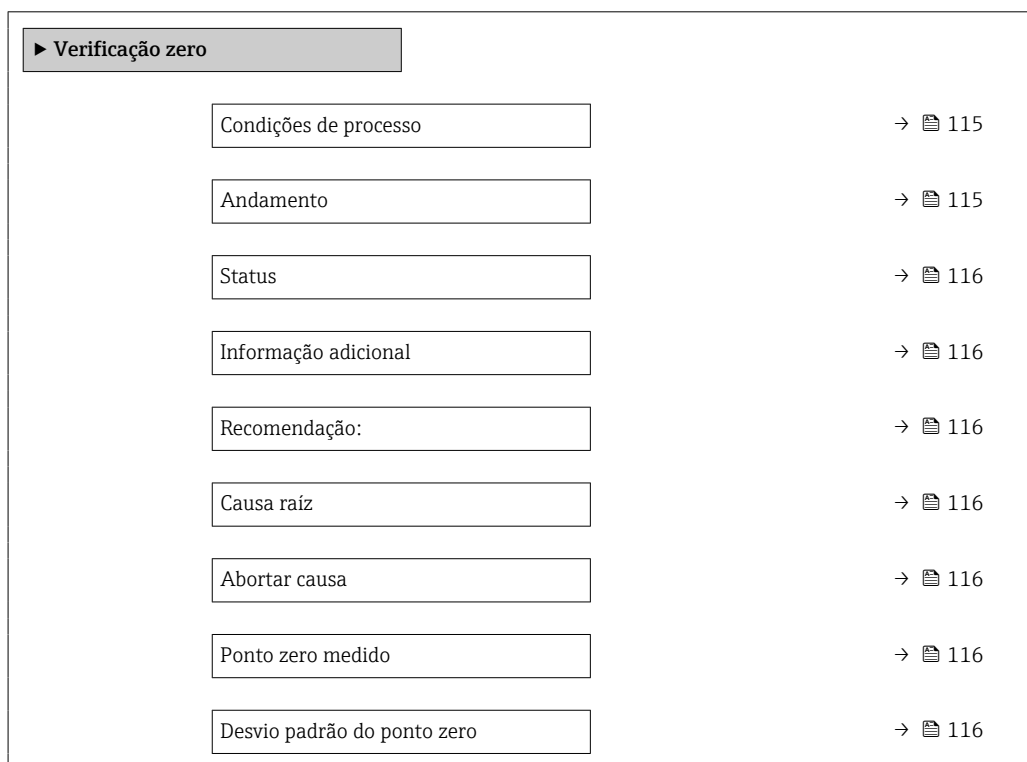 ▶ Verificação zero
Condições de processo → 115
Andamento → 115
Status → 116
Informação adicional → 116
Recomendação: → 116
Causa raíz → 116
Abortar causa → 116
Ponto zero medido → 116
Desvio padrão do ponto zero → 116